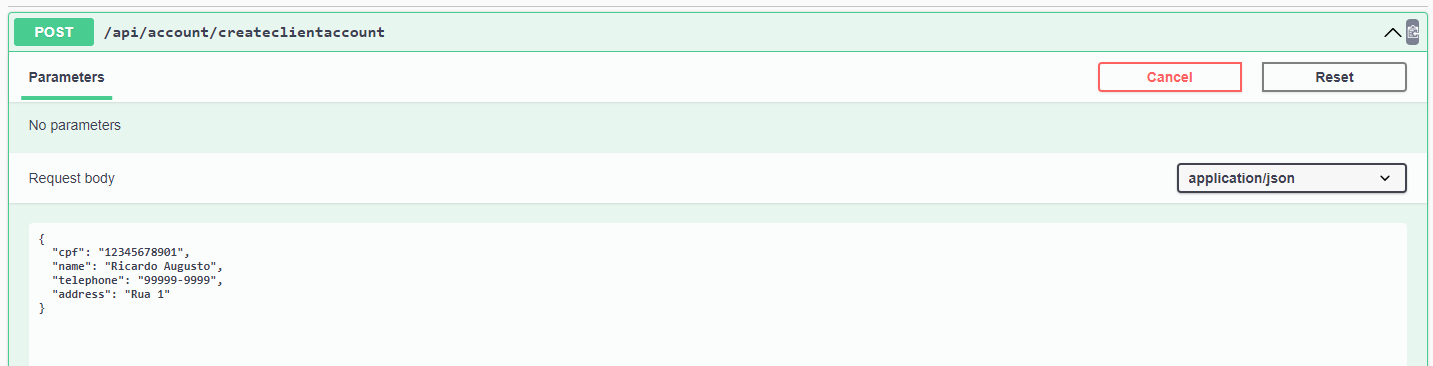 POST /api/account/createclientaccount
Parameters Cancel Reset
No parameters
Request body application/json
{
  "cpf": "12345678901",
  "name": "Ricardo Augusto",
  "telephone": "99999-9999",
  "address": "Rua 1"
}